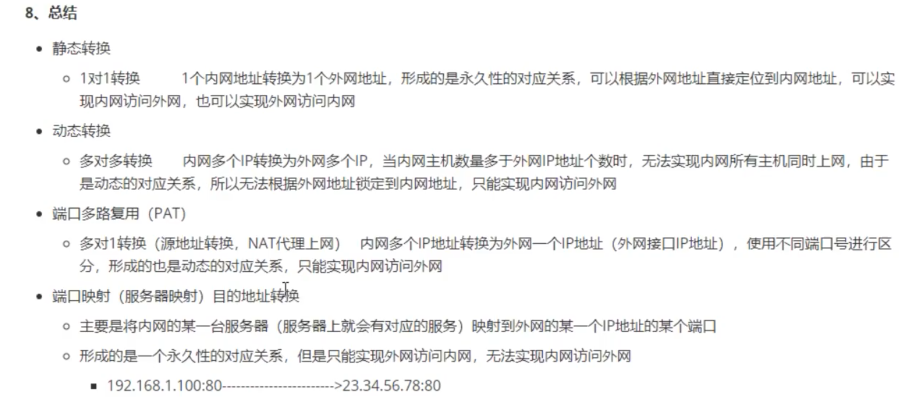 8、总结
静态转换
1对1转换 1个内网地址转换为1个外网地址，形成的是永久性的对应关系，可以根据外网地址直接定位到内网地址，可以实
现内网访问外网，也可以实现外网访问内网
动态转换
多对多转换 内网多个IP转换为外网多个IP，当内网主机数量多于外网IP地址个数时，无法实现内网所有主机同时上网，由于
是动态的对应关系，所以无法根据外网地址锁定到内网地址，只能实现内网访问外网
端口多路复用（PAT）
多对1转换（源地址转换，NAT代理上网） 内网多个IP地址转换为外网一个IP地址（外网接口IP地址），使用不同端口号进行区
分，形成的也是动态的对应关系，只能实现内网访问外网
端口映射（服务器映射）目的地址转换
主要是将内网的某一台服务器（服务器上就会有对应的服务）映射到外网的某一个IP地址的某个端口
形成的是一个永久性的对应关系，但是只能实现外网访问内网，无法实现内网访问外网
192.168.1.100:80------------------------>23.34.56.78:80